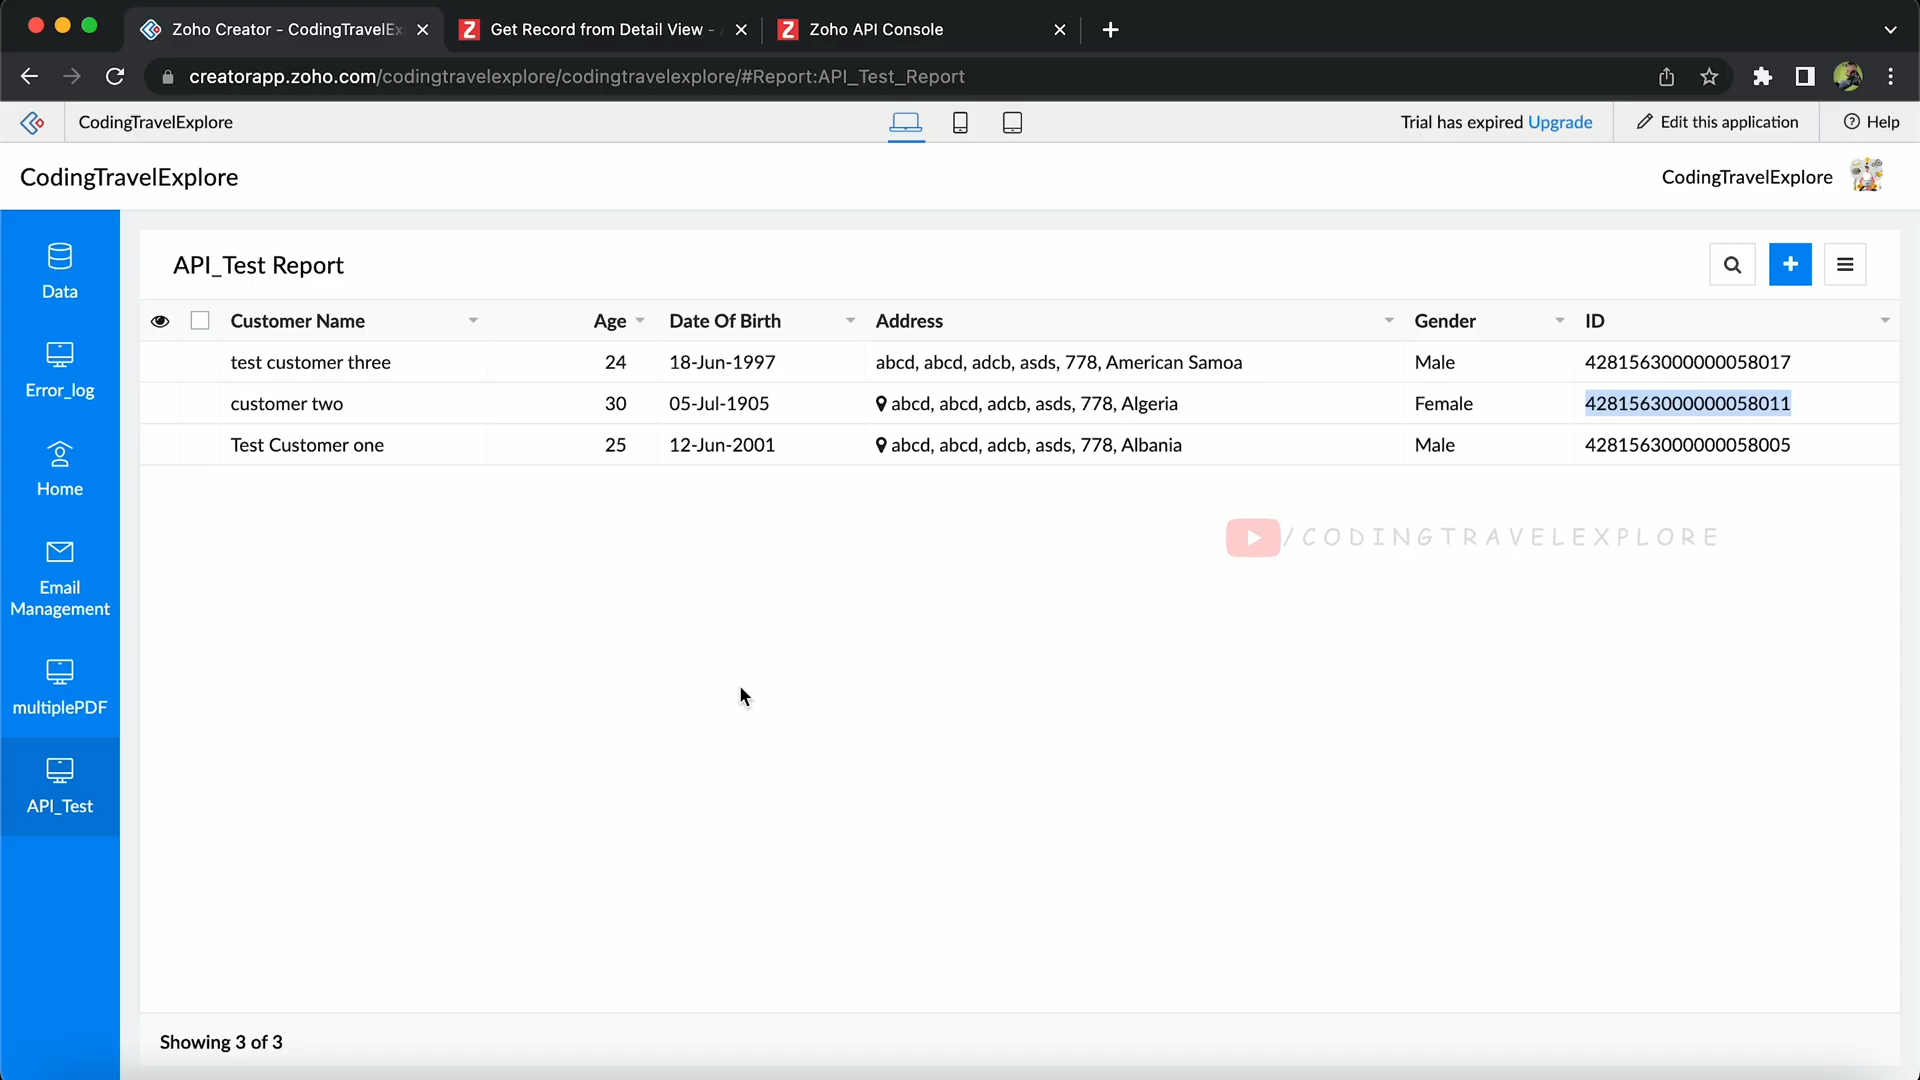 Zoho Creator - CodingTravelEx
Get Record from Detail View -
Zoho API Console
creatorapp.zoho.com/codingtravelexplore/codingtravelexplore/#Report:API_Test_Report
CodingTravelExplore
Trial has expired Upgrade
Edit this application
Help
CodingTravelExplore
CodingTravelExplore
Data
Error_log
Home
Email
Management
multiplePDF
API_Test
API_Test Report
Customer Name Age Date Of Birth Address Gender ID
test customer three 24 18-Jun-1997 abcd, abcd, adcb, asds, 778, American Samoa Male 4281563000000058017
customer two 30 05-Jul-1905 abcd, abcd, adcb, asds, 778, Algeria Female 4281563000000058011
Test Customer one 25 12-Jun-2001 abcd, abcd, adcb, asds, 778, Albania Male 4281563000000058005
/CODINGTRAVELEXPLORE
Showing 3 of 3